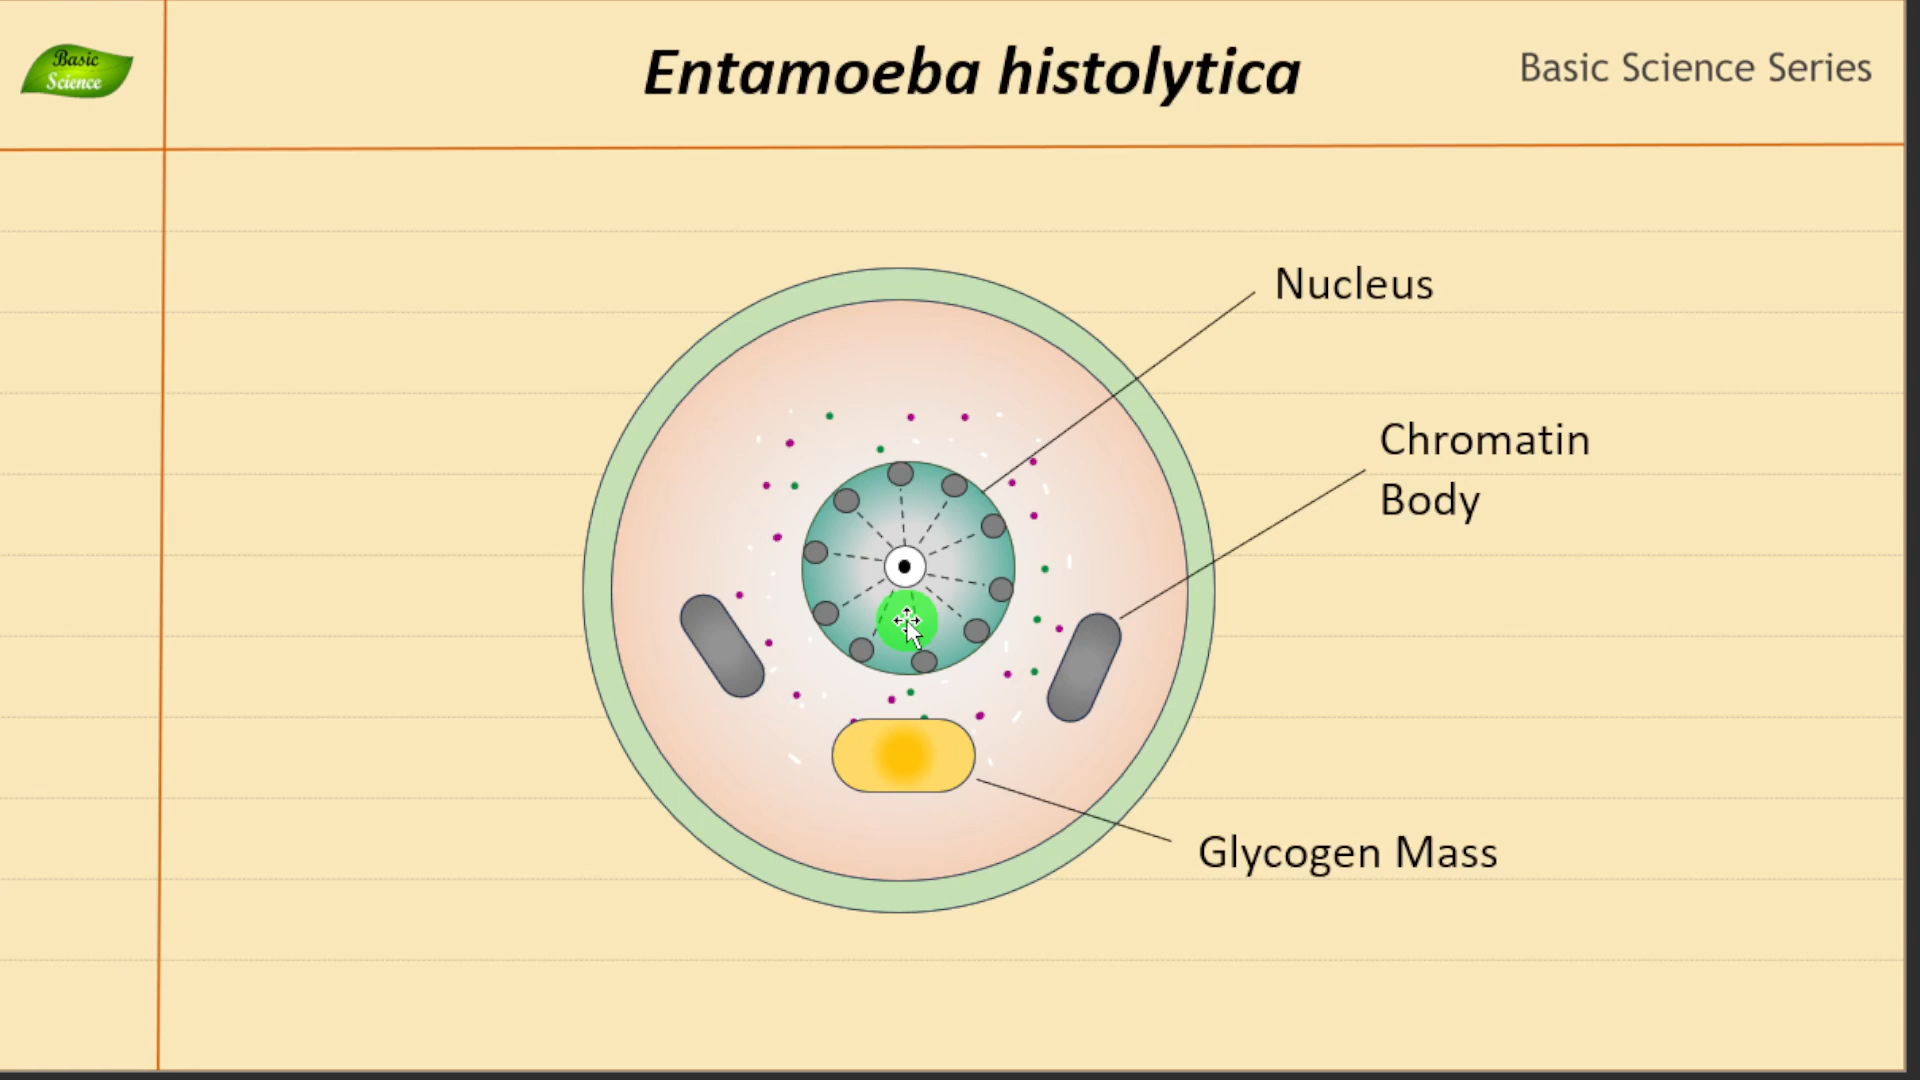 Basic
Science
Entamoeba histolytica
Basic Science Series
Nucleus
Chromatin
Body
Glycogen Mass